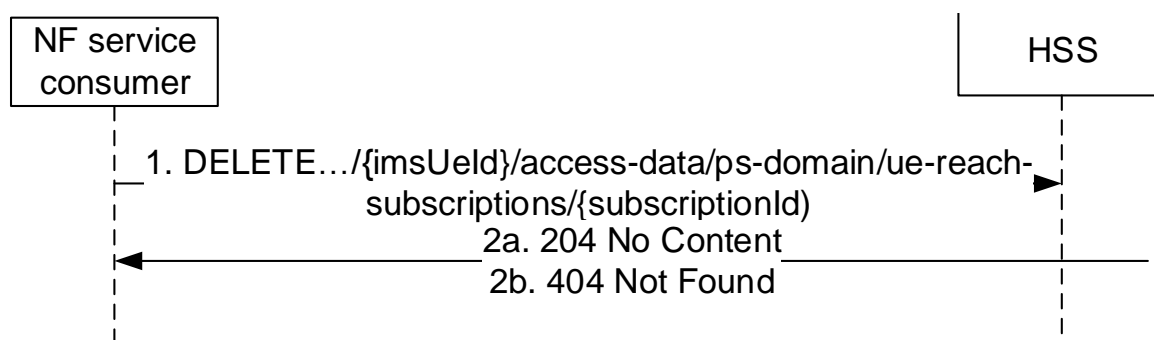 NF service
consumer
HSS
1. DELETE…/{imsUeId}/access-data/ps-domain/ue-reach-
subscriptions/{subscriptionId)
2a. 204 No Content
2b. 404 Not Found